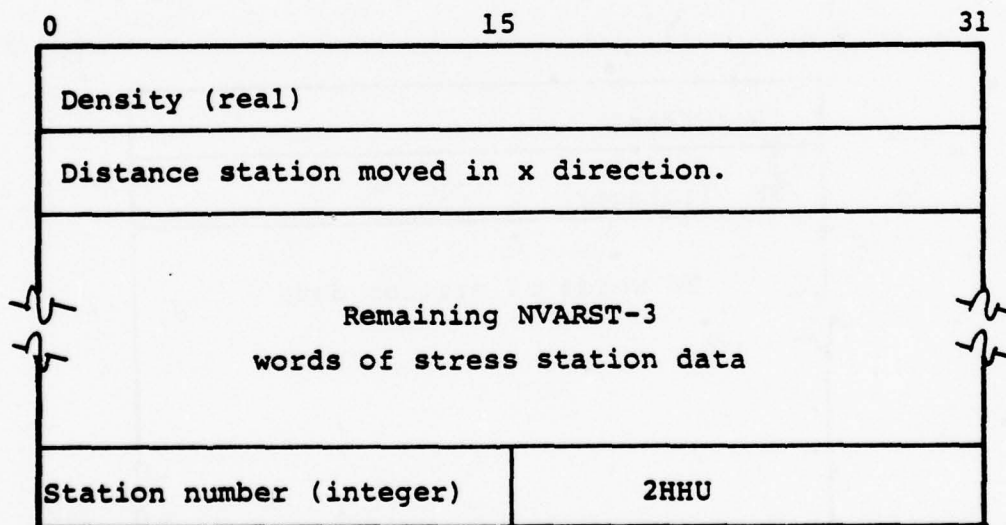 0 15 31
Density (real)
Distance station moved in x direction.
Remaining NVARST-3
words of stress station data
Station number (integer) 2HHU